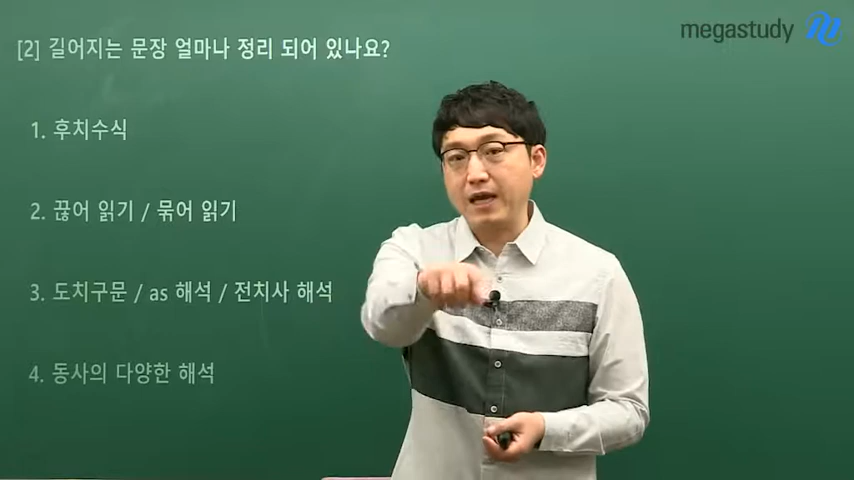 megastudy
[2] 길어지는 문장 얼마나 정리 되어 있나요?
1. 후치수식
2. 끊어 읽기 / 묶어 읽기
3. 도치구문 / as 해석 / 전치사 해석
4. 동사의 다양한 해석